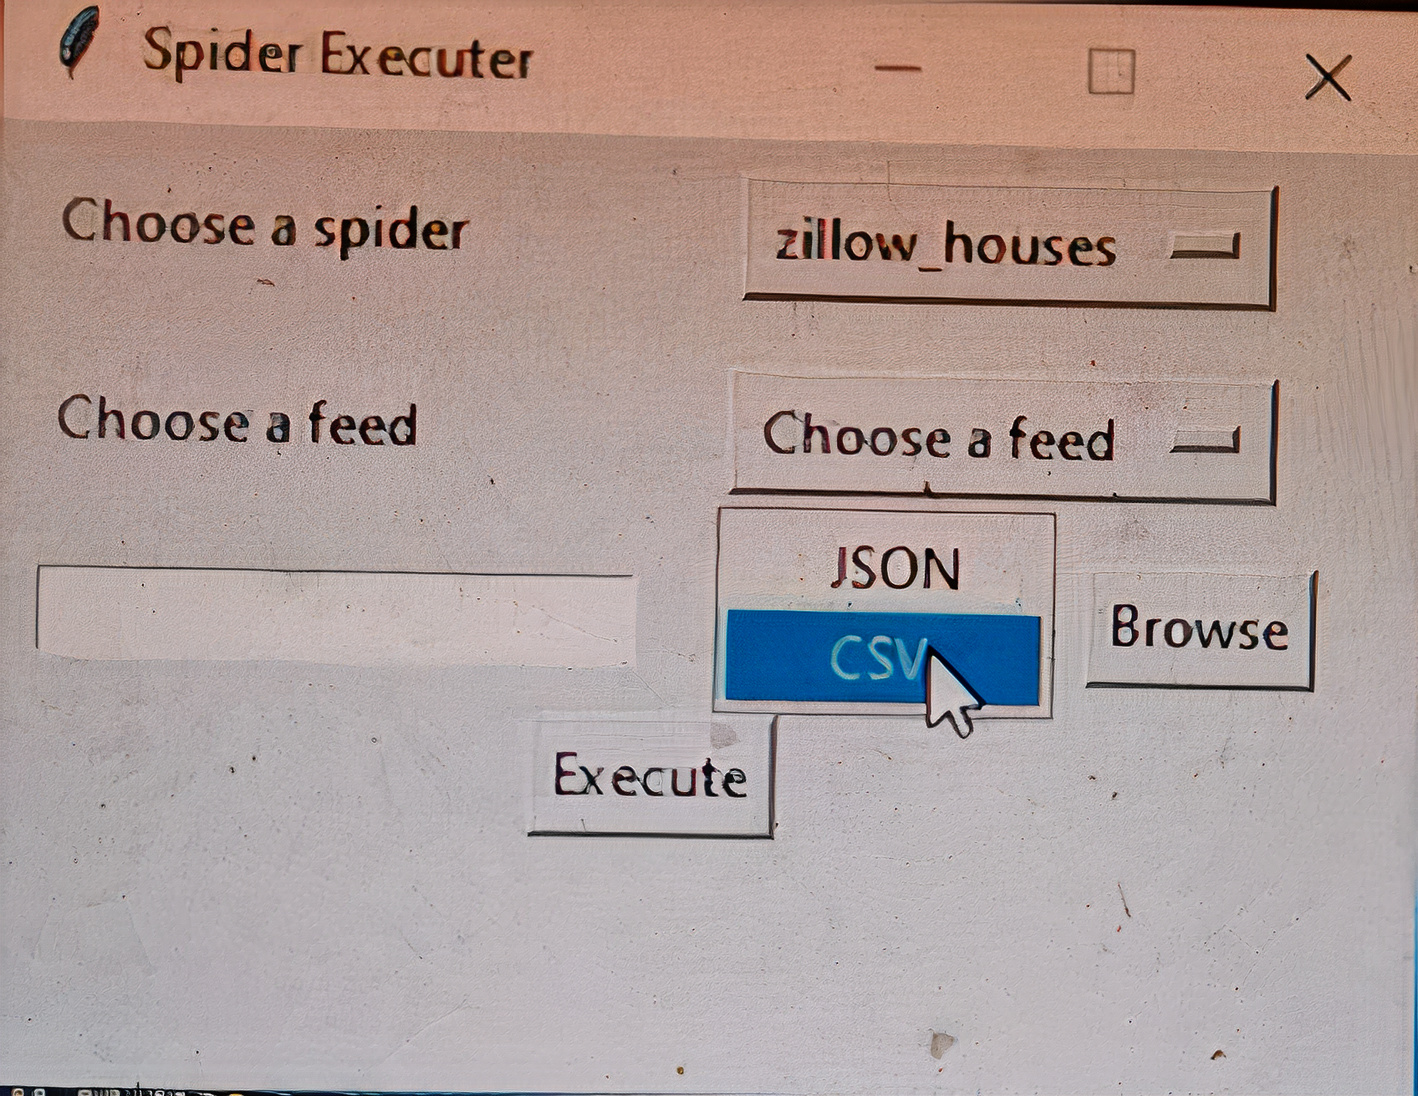 Spider Executer
Choose a spider
zillow_houses
Choose a feed
Choose a feed
JSON
CSV
Browse
Execute